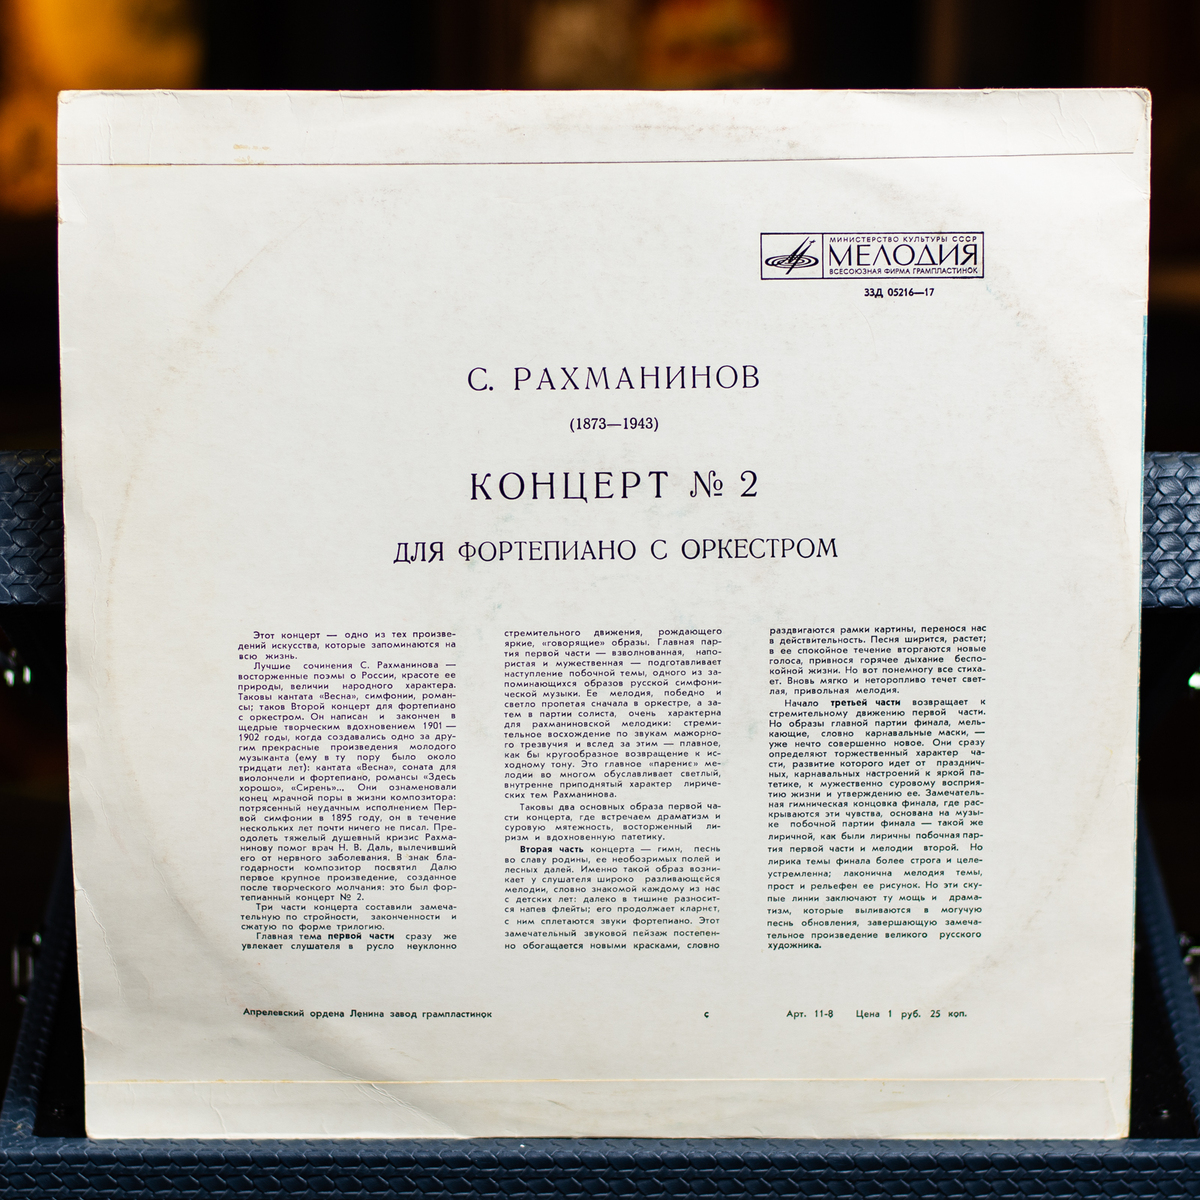 МИНИСТЕРСТВО КУЛЬТУРЫ СССР
МЕЛОДИЯ
ВСЕСОЮЗНАЯ ФИРМА ГРАМПЛАСТИНОК
33Д 05216—17
С. РАХМАНИНОВ
(1873—1943)
КОНЦЕРТ № 2
ДЛЯ ФОРТЕПИАНО С ОРКЕСТРОМ
Этот концерт — одно из тех произве-
дений искусства, которые запоминаются на
всю жизнь.
Лучшие сочинения С. Рахманинова —
восторженные поэмы о России, красоте ее
природы, величии народного характера.
Таковы кантата «Весна», симфонии, роман-
сы; таков Второй концерт для фортепиано
с оркестром. Он написан и закончен в
щедрые творческим вдохновением 1901—
1902 годы, когда создавались одно за дру-
гим прекрасные произведения молодого
музыканта (ему в ту пору было около
тридцати лет): кантата «Весна», соната для
виолончели и фортепиано, романсы «Здесь
хорошо», «Сирень»... Они ознаменовали
конец мрачной поры в жизни композитора:
потрясенный неудачным исполнением Пер-
вой симфонии в 1895 году, он в течение
нескольких лет почти ничего не писал. Пре-
одолеть тяжелый душевный кризис Рахма-
нинову помог врач Н. В. Даль, вылечивший
его от нервного заболевания. В знак бла-
годарности композитор посвятил Далю
первое крупное произведение, созданное
после творческого молчания: это был фор-
тепианный концерт № 2.
Три части концерта составили замеча-
тельную по стройности, законченности и
сжатую по форме трилогию.
Главная тема первой части сразу же
увлекает слушателя в русло неуклонно
стремительного движения, рождающего
яркие, «говорящие» образы. Главная пар-
тия первой части — взволнованная, напо-
ристая и мужественная — подготавливает
наступление побочной темы, одного из за-
поминающихся образов русской симфони-
ческой музыки. Ее мелодия, победно и
светло пропетая сначала в оркестре, а за-
тем в партии солиста, очень характерна
для рахманиновской мелодики: стреми-
тельное восхождение по звукам мажорно-
го трезвучия и вслед за этим — плавное,
как бы кругообразное возвращение к ис-
ходному тону. Это главное «парение» ме-
лодии во многом обуславливает светлый,
внутренне приподнятый характер лириче-
ских тем Рахманинова.
Таковы два основных образа первой ча-
сти концерта, где встречаем драматизм и
суровую мятежность, восторженный ли-
ризм и вдохновенную патетику.
Вторая часть концерта — гимн, песнь
во славу родины, ее необозримых полей и
лесных далей. Именно такой образ возни-
кает у слушателя широко разливающейся
мелодии, словно знакомой каждому из нас
с детских лет: далеко в тишине разносит-
ся напев флейты; его продолжает кларнет,
с ним сплетаются звуки фортепиано. Этот
замечательный звуковой пейзаж постепен-
но обогащается новыми красками, словно
раздвигаются рамки картины, перенося нас
в действительность. Песня ширится, растет;
в ее спокойное течение вторгаются новые
голоса, привнося горячее дыхание беспо-
койной жизни. Но вот понемногу все стиха-
ет. Вновь мягко и неторопливо течет свет-
лая, привольная мелодия.
Начало третьей части возвращает к
стремительному движению первой части.
Но образы главной партии финала, мель-
кающие, словно карнавальные маски, —
уже нечто совершенно новое. Они сразу
определяют торжественный характер ча-
сти, развитие которого идет от праздни-
чных, карнавальных настроений к яркой па-
тетике, к мужественно суровому восприя-
тию жизни и утверждению ее. Замечатель-
ная гимническая концовка финала, где рас-
крываются эти чувства, основана на музы-
ке побочной партии финала — такой же
лиричной, как были лиричны побочная пар-
тия первой части и мелодии второй. Но
лирика темы финала более строга и целе-
устремленна; лаконична мелодия темы,
прост и рельефен ее рисунок. Но эти ску-
пые линии заключают ту мощь и драма-
тизм, которые выливаются в могучую
песнь обновления, завершающую замеча-
тельное произведение великого русского
художника.
Апрелевский ордена Ленина завод грампластинок
с
Арт. 11-8 Цена 1 руб. 25 коп.